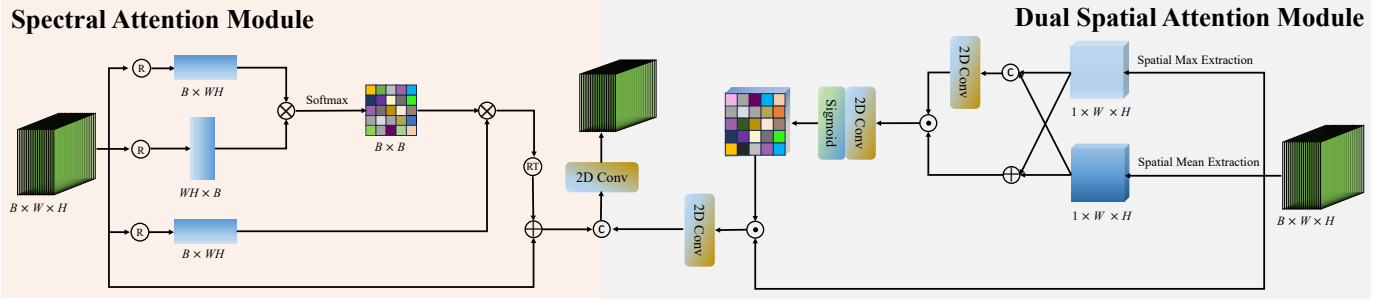 Spectral Attention Module
Dual Spatial Attention Module
R
B × WH
Softmax
B × B
R
WH × B
B × W × H
R
B × WH
RT
2D Conv
C
2D Conv
Sigmoid
2D Conv
2D Conv
C
Spatial Max Extraction
1 × W × H
Spatial Mean Extraction
1 × W × H
B × W × H